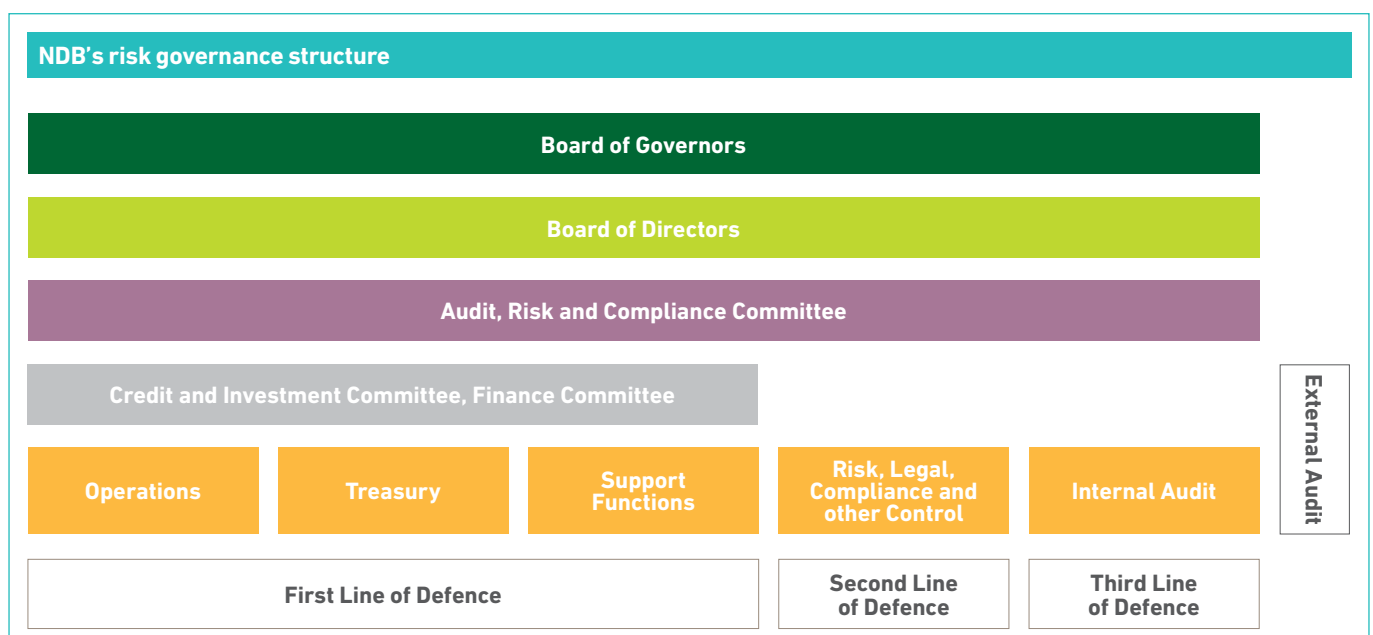 NDB’s risk governance structure
Board of Governors
Board of Directors
Audit, Risk and Compliance Committee
Credit and Investment Committee, Finance Committee
External Audit
Operations
Treasury
Support
Functions
Risk, Legal,
Compliance and
other Control
Internal Audit
First Line of Defence
Second Line
of Defence
Third Line
of Defence